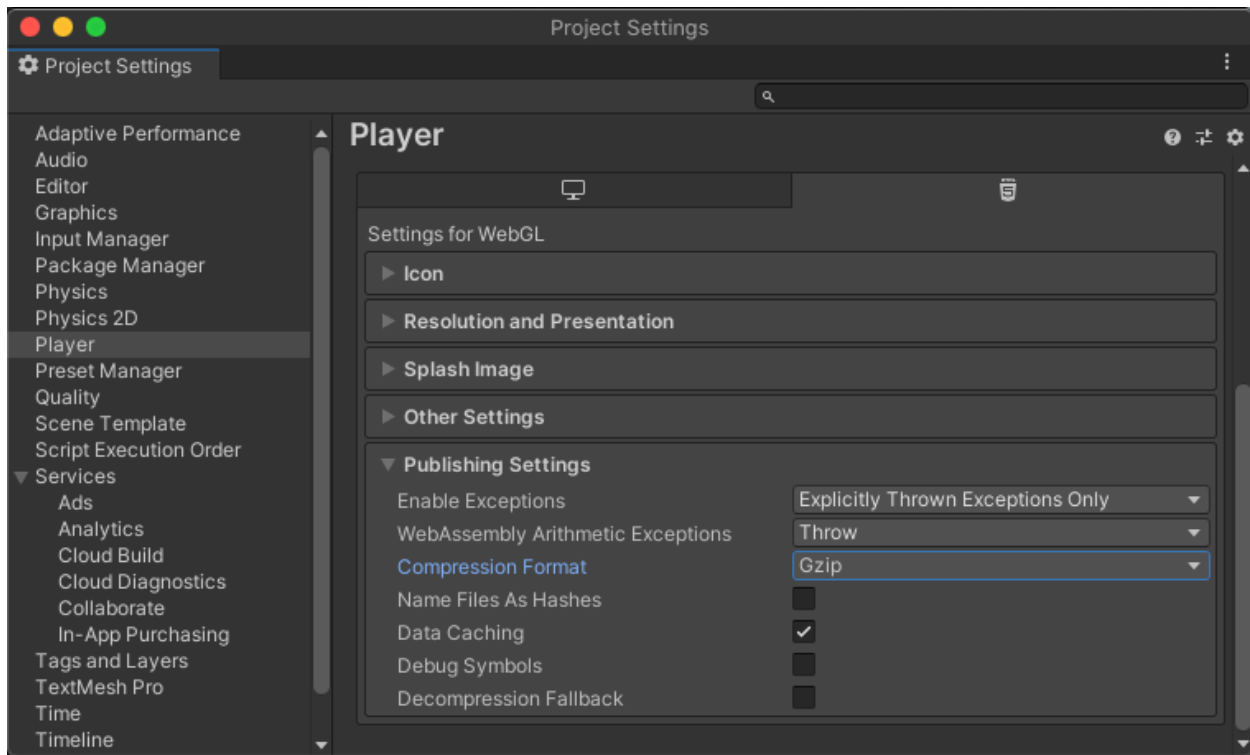 Project Settings
Project Settings
Adaptive Performance
Audio
Editor
Graphics
Input Manager
Package Manager
Physics
Physics 2D
Player
Preset Manager
Quality
Scene Template
Script Execution Order
Services
Ads
Analytics
Cloud Build
Cloud Diagnostics
Collaborate
In-App Purchasing
Tags and Layers
TextMesh Pro
Time
Timeline
Player
Settings for WebGL
Icon
Resolution and Presentation
Splash Image
Other Settings
Publishing Settings
Enable Exceptions Explicitly Thrown Exceptions Only
WebAssembly Arithmetic Exceptions Throw
Compression Format Gzip
Name Files As Hashes
Data Caching
Debug Symbols
Decompression Fallback